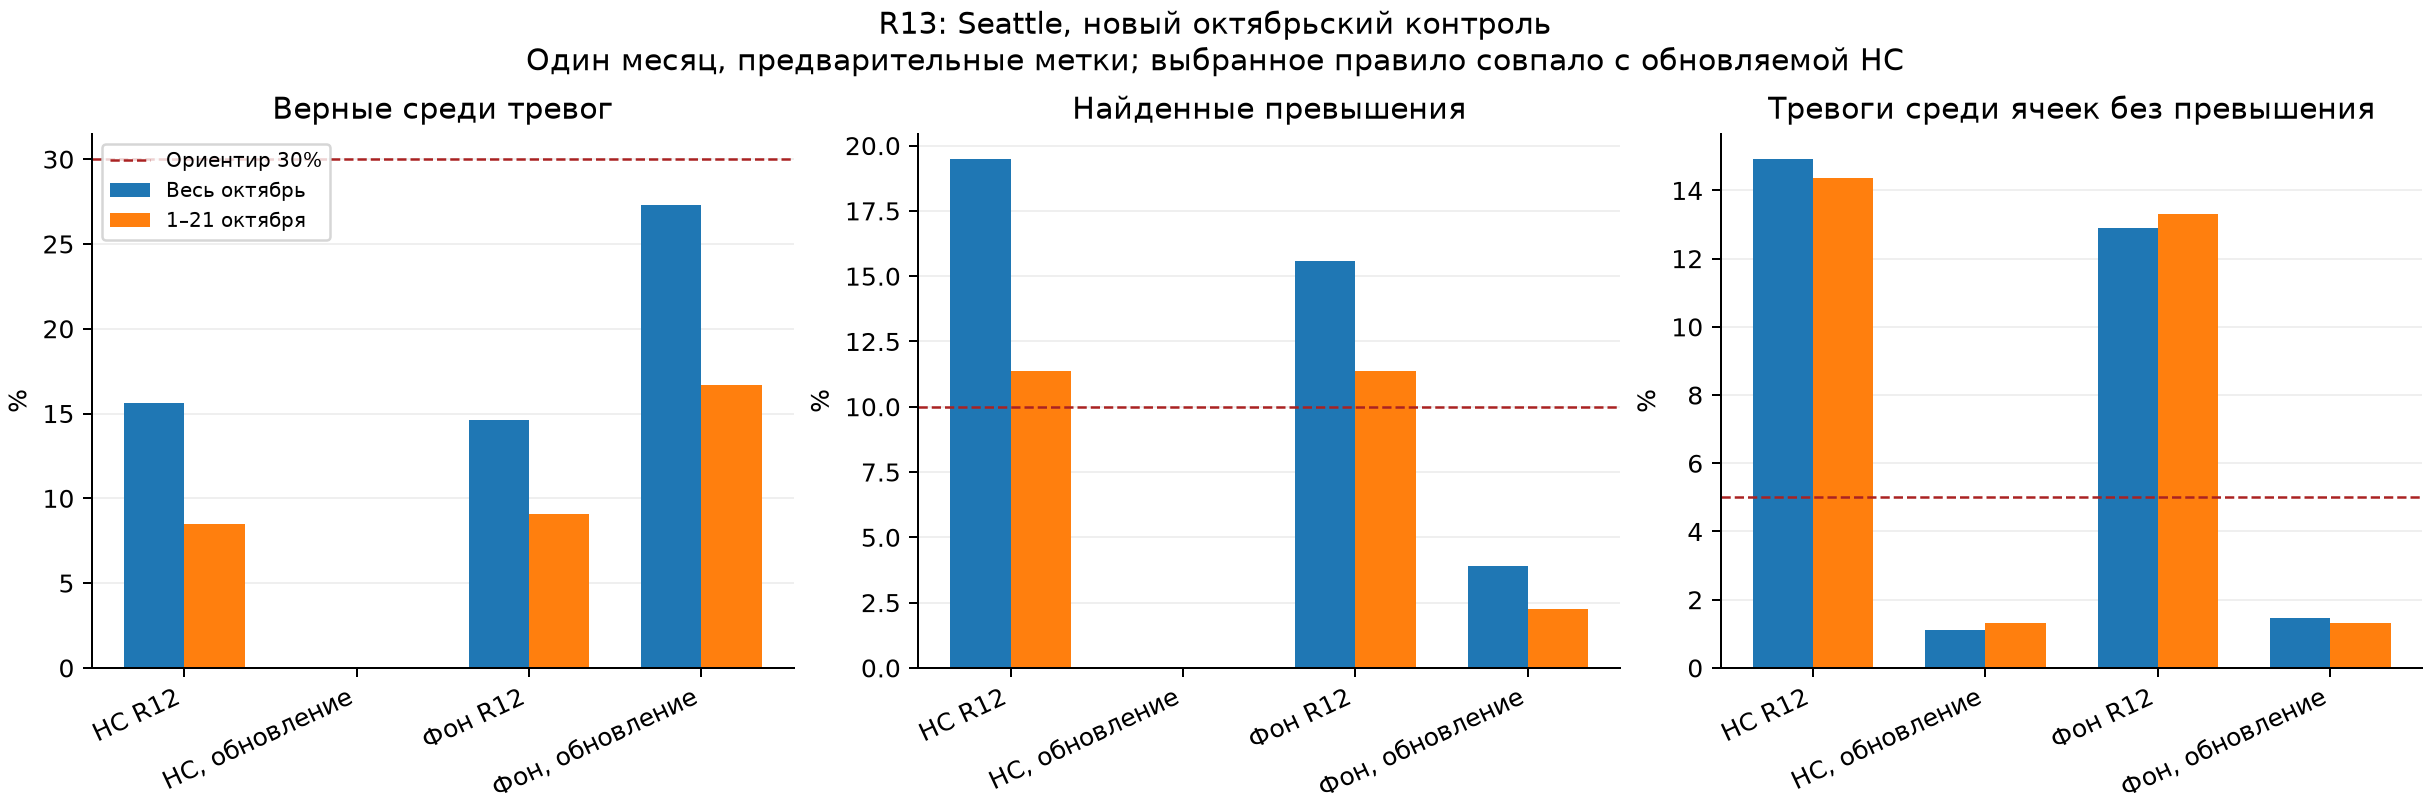 R13: Seattle, новый октябрьский контроль
Один месяц, предварительные метки; выбранное правило совпало с обновляемой НС
Верные среди тревог
30
25
20
15
10
5
0
%
Ориентир 30%
Весь октябрь
1–21 октября
НС R12
НС, обновление
Фон R12
Фон, обновление
Найденные превышения
20.0
17.5
15.0
12.5
10.0
7.5
5.0
2.5
0.0
%
НС R12
НС, обновление
Фон R12
Фон, обновление
Тревоги среди ячеек без превышения
14
12
10
8
6
4
2
0
%
НС R12
НС, обновление
Фон R12
Фон, обновление